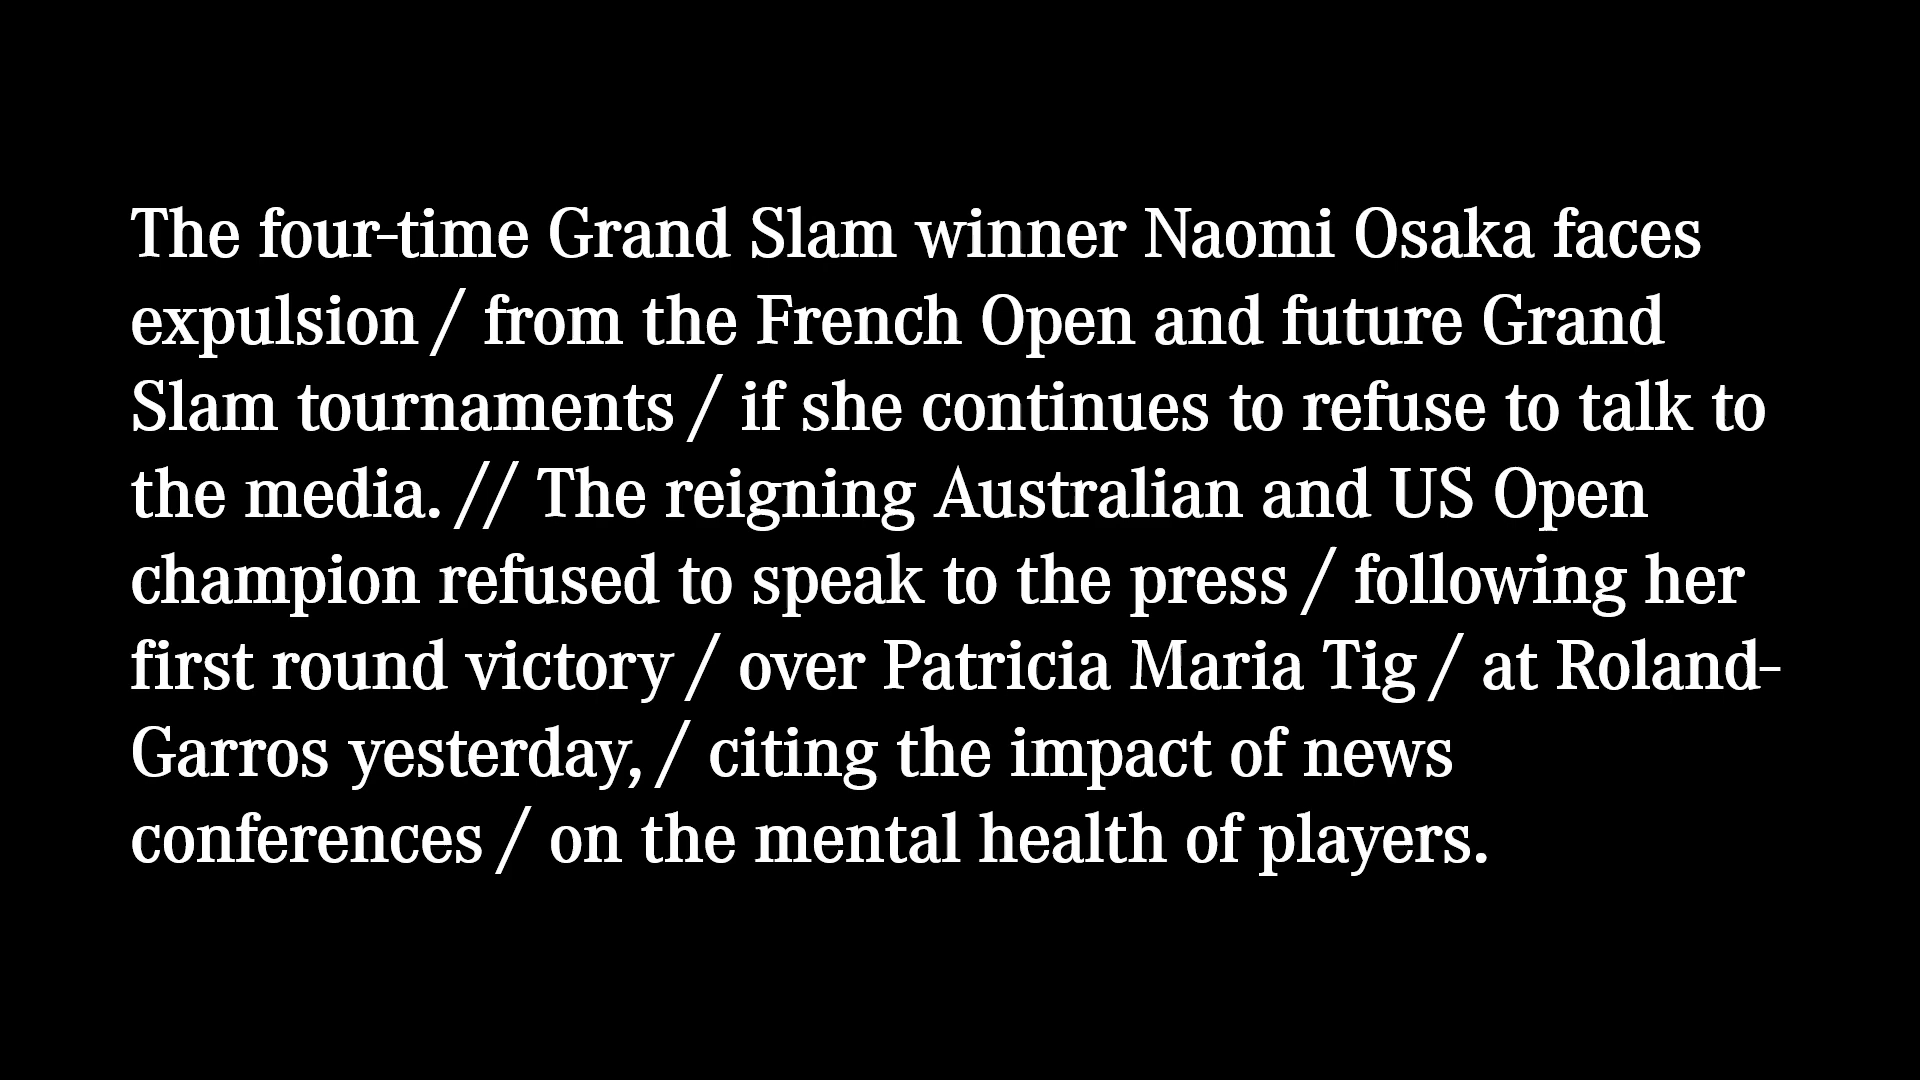 The four-time Grand Slam winner Naomi Osaka faces
expulsion / from the French Open and future Grand
Slam tournaments / if she continues to refuse to talk to
the media. // The reigning Australian and US Open
champion refused to speak to the press / following her
first round victory / over Patricia Maria Tig / at Roland-
Garros yesterday, / citing the impact of news
conferences / on the mental health of players.